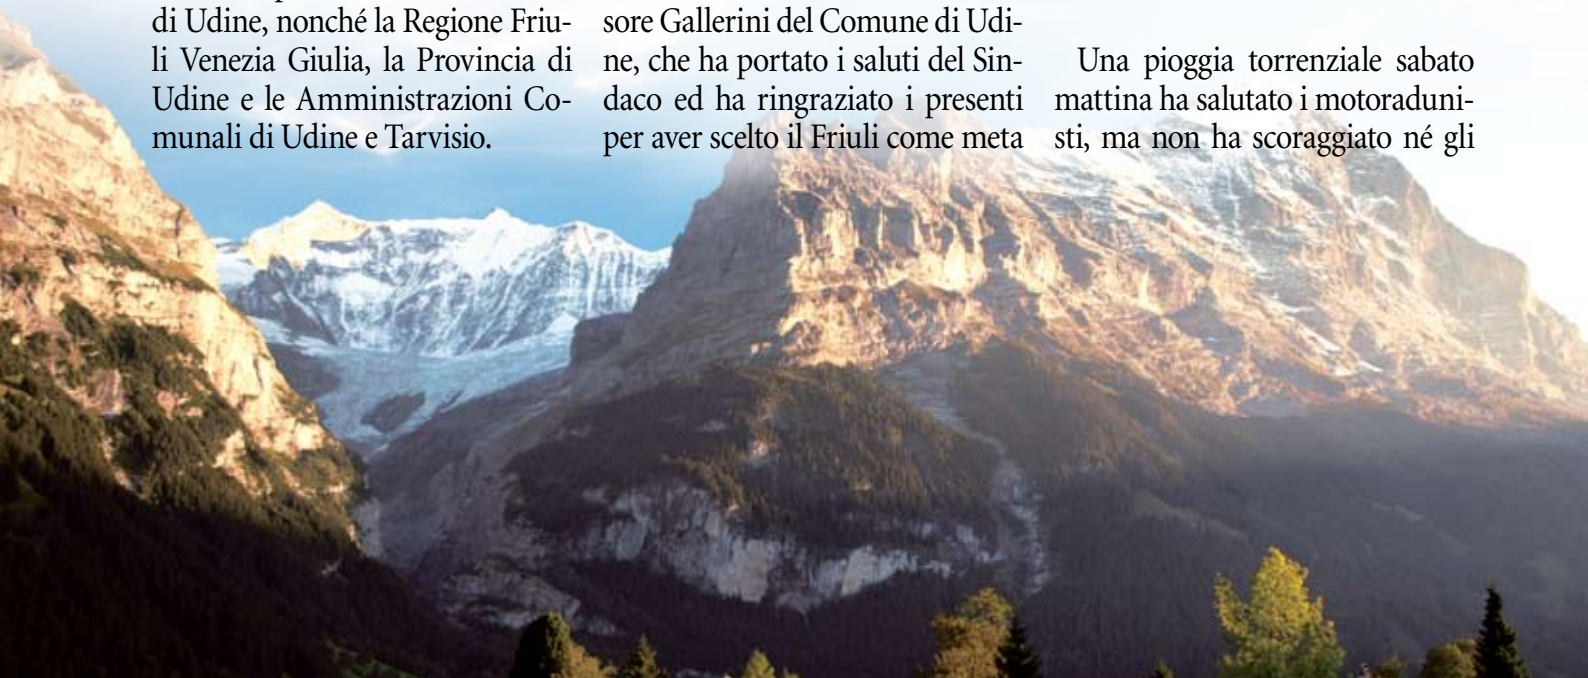 di Udine, nonché la Regione Friu-
li Venezia Giulia, la Provincia di
Udine e le Amministrazioni Co-
munali di Udine e Tarvisio.
sore Gallerini del Comune di Udi-
ne, che ha portato i saluti del Sin-
daco ed ha ringraziato i presenti
per aver scelto il Friuli come meta
Una pioggia torrenziale sabato
mattina ha salutato i motoraduni-
sti, ma non ha scoraggiato né gli